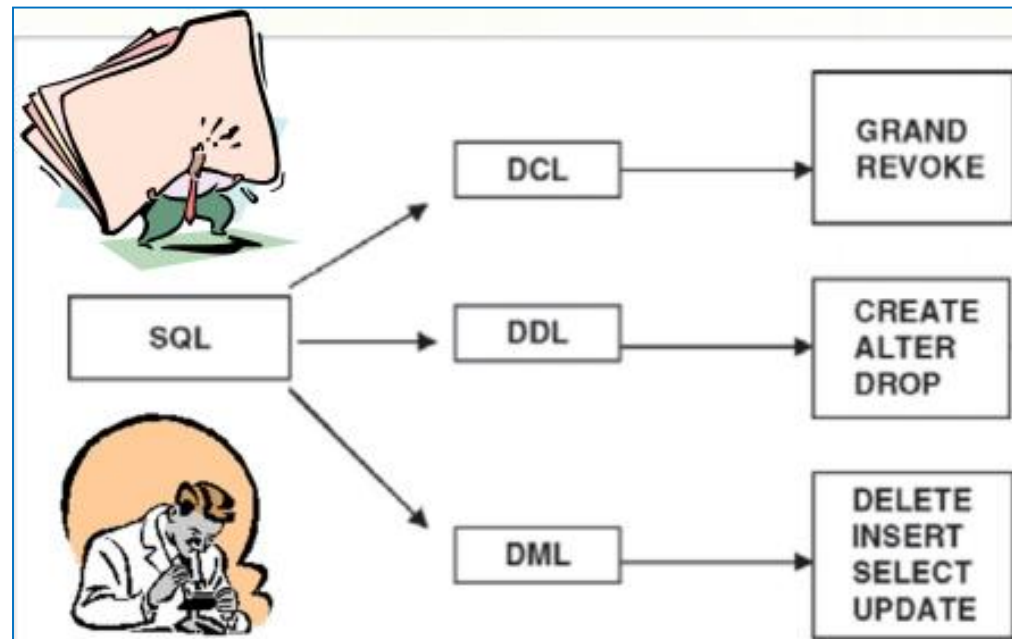 DCL
GRAND
REVOKE
SQL
DDL
CREATE
ALTER
DROP
DML
DELETE
INSERT
SELECT
UPDATE